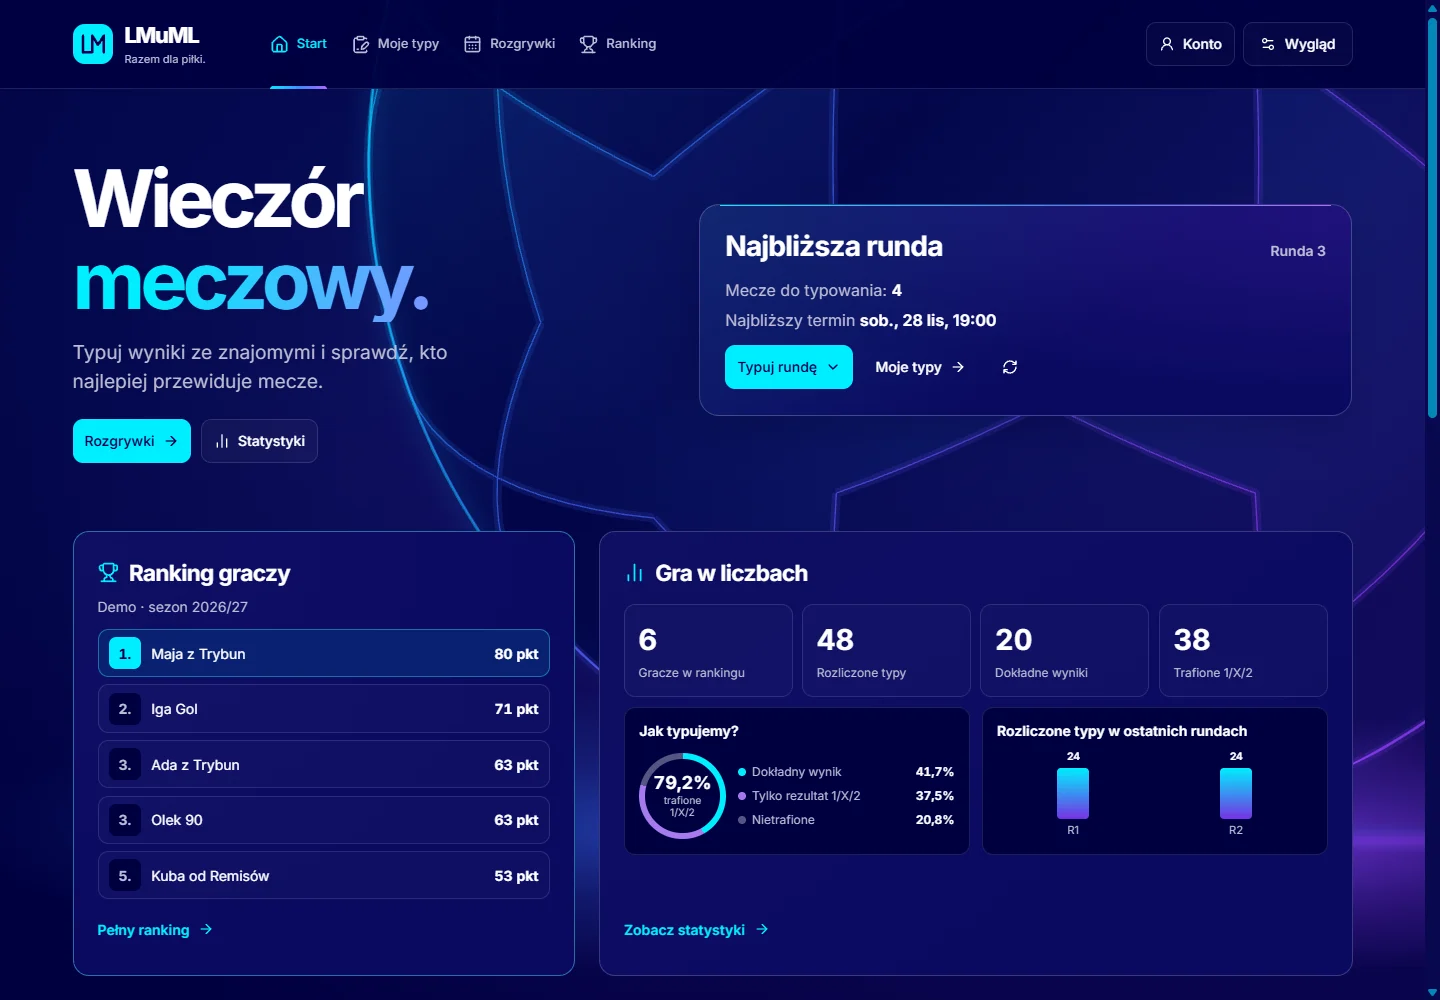 LM
LMuML
Razem dla piłki.
Start
Moje typy
Rozgrywki
Ranking
Konto
Wygląd
Wieczór
meczowy.
Typuj wyniki ze znajomymi i sprawdź, kto
najlepiej przewiduje mecze.
Rozgrywki
Statystyki
Najbliższa runda
Runda 3
Mecze do typowania: 4
Najbliższy termin sob., 28 lis, 19:00
Typuj rundę
Moje typy
Ranking graczy
Demo · sezon 2026/27
1. Maja z Trybun 80 pkt
2. Iga Gol 71 pkt
3. Ada z Trybun 63 pkt
3. Olek 90 63 pkt
5. Kuba od Remisów 53 pkt
Pełny ranking
Gra w liczbach
6
Gracze w rankingu
48
Rozliczone typy
20
Dokładne wyniki
38
Trafione 1/X/2
Jak typujemy?
79,2%
trafione
1/X/2
Dokładny wynik 41,7%
Tylko rezultat 1/X/2 37,5%
Nietrafione 20,8%
Rozliczone typy w ostatnich rundach
24 24
R1 R2
Zobacz statystyki